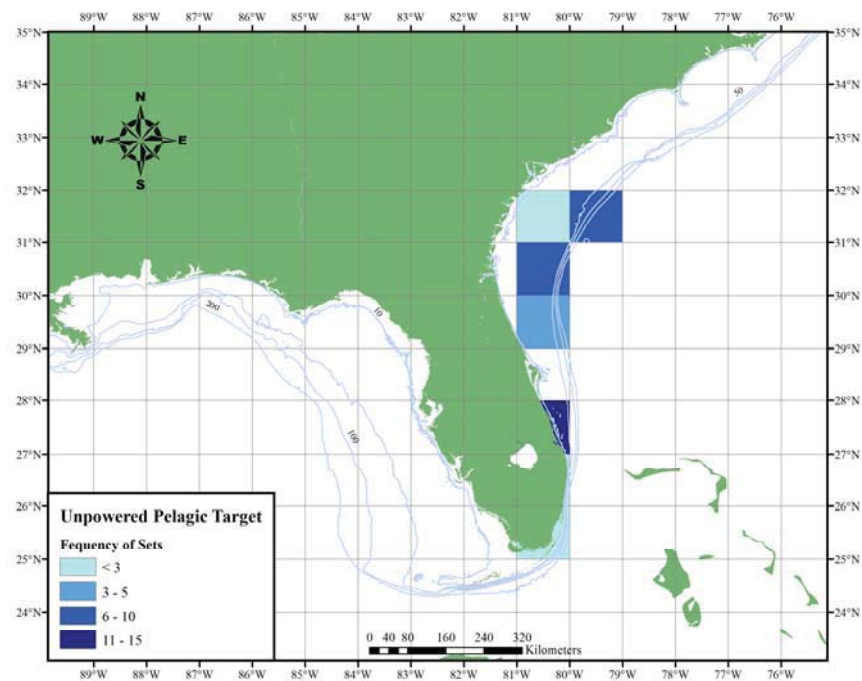 89°W 88°W 87°W 86°W 85°W 84°W 83°W 82°W 81°W 80°W 79°W 78°W 77°W 76°W
35°N 35°N
34°N 34°N
33°N 33°N
32°N 32°N
31°N 31°N
30°N 30°N
29°N 29°N
28°N 28°N
27°N 27°N
26°N 26°N
25°N 25°N
24°N 24°N
N
W E
S
50
200
10
100
Unpowered Pelagic Target
Fequency of Sets
< 3
3 - 5
6 - 10
11 - 15
0 40 80 160 240 320
Kilometers
89°W 88°W 87°W 86°W 85°W 84°W 83°W 82°W 81°W 80°W 79°W 78°W 77°W 76°W